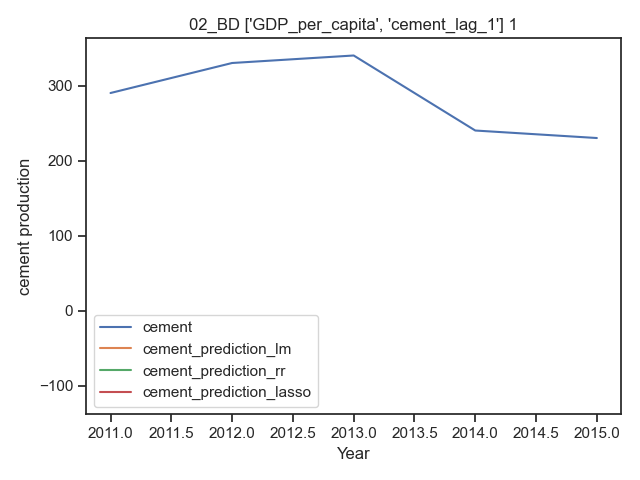 02_BD ['GDP_per_capita', 'cement_lag_1'] 1
cement production
300
200
100
0
−100
cement
cement_prediction_lm
cement_prediction_rr
cement_prediction_lasso
2011.0 2011.5 2012.0 2012.5 2013.0 2013.5 2014.0 2014.5 2015.0
Year